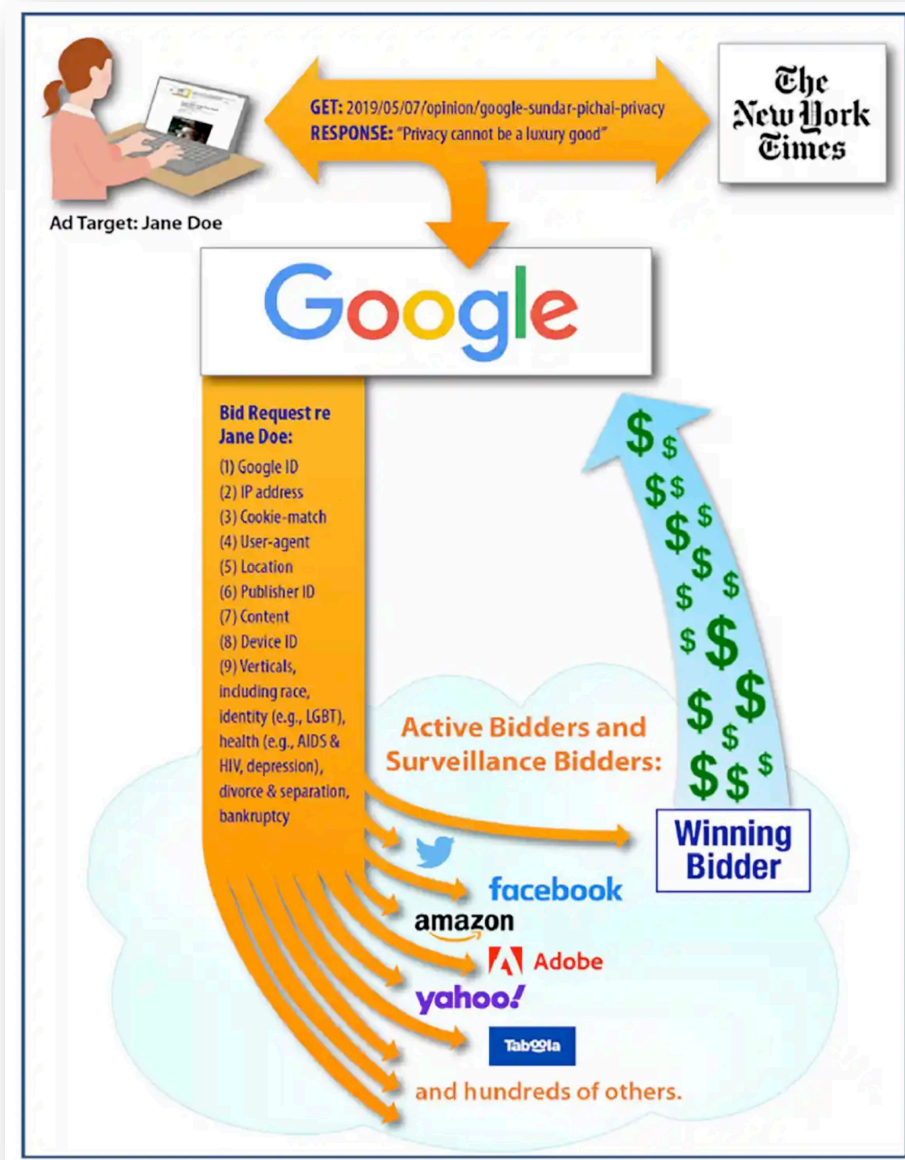 GET: 2019/05/07/opinion/google-sundar-pichai-privacy
RESPONSE: "Privacy cannot be a luxury good"
The
New York
Times
Ad Target: Jane Doe
Google
Bid Request re
Jane Doe:
(1) Google ID
(2) IP address
(3) Cookie-match
(4) User-agent
(5) Location
(6) Publisher ID
(7) Content
(8) Device ID
(9) Verticals,
including race,
identity (e.g., LGBT),
health (e.g., AIDS &
HIV, depression),
divorce & separation,
bankruptcy
$ $
$ $
$ $
$
$ $
$ $
$ $
$
$ $ $
Active Bidders and
Surveillance Bidders:
Winning
Bidder
facebook
amazon
Adobe
yahoo!
Taboola
and hundreds of others.